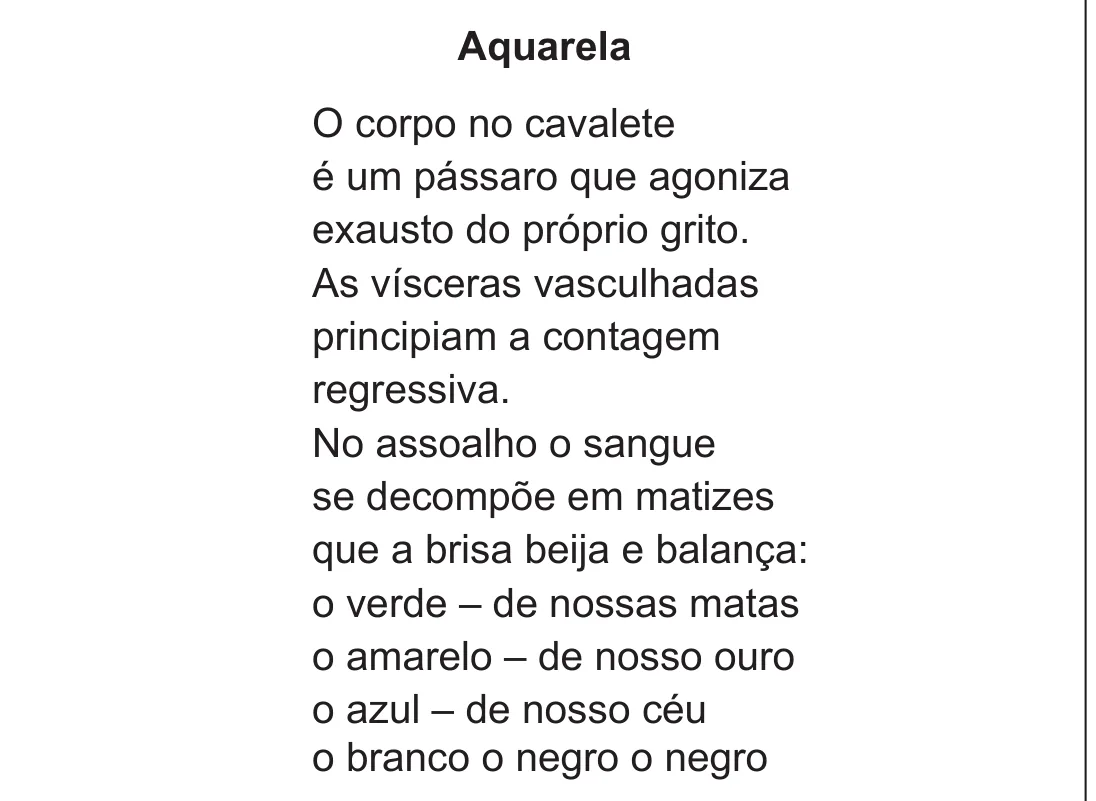 Aquarela
O corpo no cavalete
é um pássaro que agoniza
exausto do próprio grito.
As vísceras vasculhadas
principiam a contagem
regressiva.
No assoalho o sangue
se decompõe em matizes
que a brisa beija e balança:
o verde – de nossas matas
o amarelo – de nosso ouro
o azul – de nosso céu
o branco o negro o negro